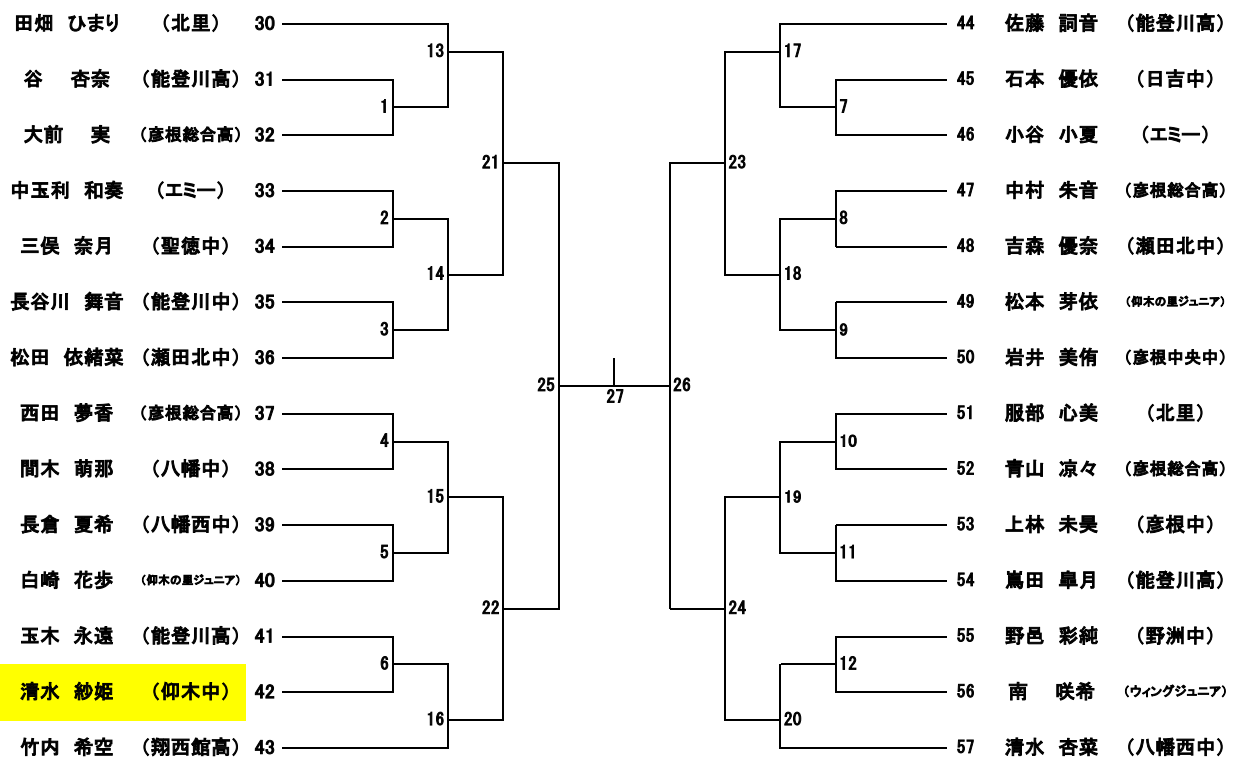 田畑 ひまり (北里) 30
谷 杏奈 (能登川高) 31
大前 実 (彦根総合高) 32
中玉利 和奏 (エミー) 33
三俣 奈月 (聖徳中) 34
長谷川 舞音 (能登川中) 35
松田 依緒菜 (瀬田北中) 36
西田 夢香 (彦根総合高) 37
間木 萌那 (八幡中) 38
長倉 夏希 (八幡西中) 39
白崎 花歩 (仰木の里ジュニア) 40
玉木 永遠 (能登川高) 41
清水 紗姫 (仰木中) 42
竹内 希空 (翔西館高) 43
13
1
21
2
14
3
25
4
15
5
22
6
16
27
17
7
23
8
18
9
26
10
19
11
24
12
20
44 佐藤 詞音 (能登川高)
45 石本 優依 (日吉中)
46 小谷 小夏 (エミー)
47 中村 朱音 (彦根総合高)
48 吉森 優奈 (瀬田北中)
49 松本 芽依 (仰木の里ジュニア)
50 岩井 美侑 (彦根中央中)
51 服部 心美 (北里)
52 青山 凉々 (彦根総合高)
53 上林 未昊 (彦根中)
54 嶌田 皐月 (能登川高)
55 野邑 彩純 (野洲中)
56 南 咲希 (ウィングジュニア)
57 清水 杏菜 (八幡西中)